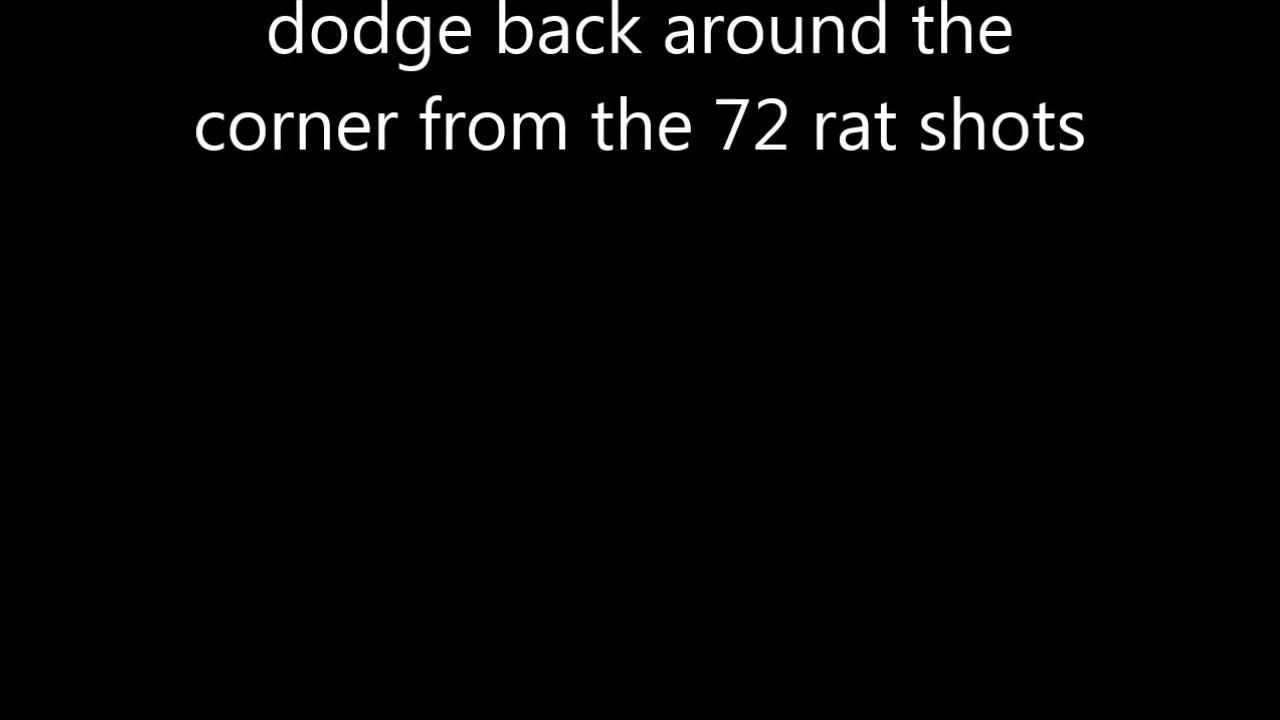 dodge back around the
corner from the 72 rat shots